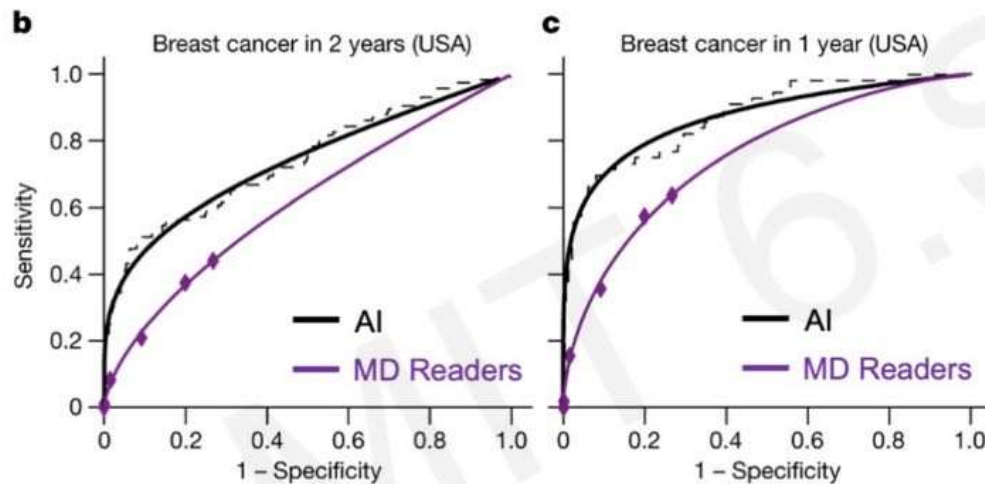 b
Breast cancer in 2 years (USA)
1.0
0.8
0.6
0.4
0.2
0
Sensitivity
AI
MD Readers
0
0.2
0.4
0.6
0.8
1.0
1 – Specificity
c
Breast cancer in 1 year (USA)
1.0
0.8
0.6
0.4
0.2
0
AI
MD Readers
0
0.2
0.4
0.6
0.8
1.0
1 – Specificity
MIT 6.S